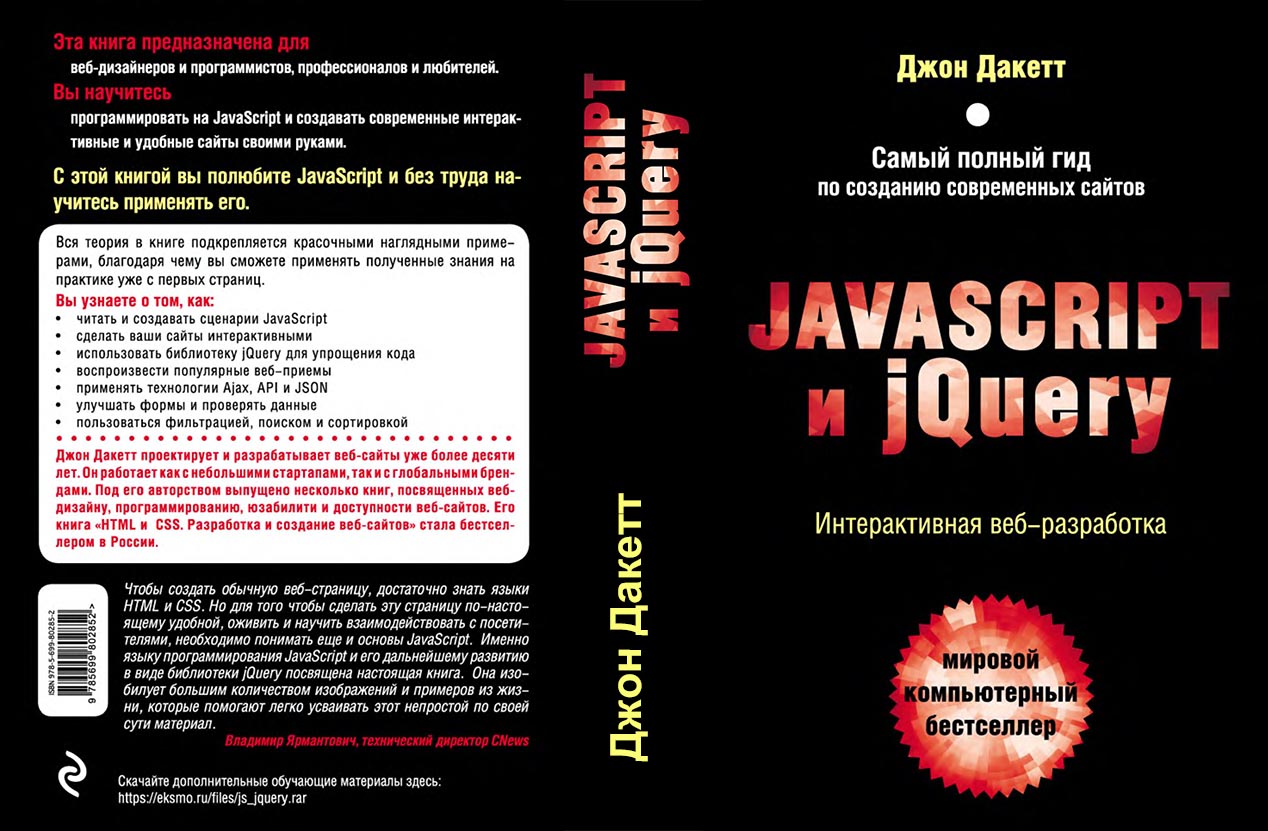 Эта книга предназначена для
веб-дизайнеров и программистов, профессионалов и любителей.
Вы научитесь
программировать на JavaScript и создавать современные интерак-
тивные и удобные сайты своими руками.
С этой книгой вы полюбите JavaScript и без труда на-
учитесь применять его.
Вся теория в книге подкрепляется красочными наглядными приме-
рами, благодаря чему вы сможете применять полученные знания на
практике уже с первых страниц.
Вы узнаете о том, как:
• читать и создавать сценарии JavaScript
• сделать ваши сайты интерактивными
• использовать библиотеку jQuery для упрощения кода
• воспроизвести популярные веб-приемы
• применять технологии Ajax, API и JSON
• улучшать формы и проверять данные
• пользоваться фильтрацией, поиском и сортировкой
Джон Дакетт проектирует и разрабатывает веб-сайты уже более десяти
лет. Он работает как с небольшими стартапами, так и с глобальными брен-
дами. Под его авторством выпущено несколько книг, посвященных веб-
дизайну, программированию, юзабилити и доступности веб-сайтов. Его
книга «HTML и CSS. Разработка и создание веб-сайтов» стала бестсел-
лером в России.
ISBN 978-5-699-80285-2
9 785699 802852 >
Чтобы создать обычную веб-страницу, достаточно знать языки
HTML и CSS. Но для того чтобы сделать эту страницу по-насто-
ящему удобной, оживить и научить взаимодействовать с посети-
телями, необходимо понимать еще и основы JavaScript. Именно
языку программирования JavaScript и его дальнейшему развитию
в виде библиотеки jQuery посвящена настоящая книга. Она изо-
билует большим количеством изображений и примеров из жиз-
ни, которые помогают легко усваивать этот непростой по своей
сути материал.
Владимир Ярмантович, технический директор CNews
Скачайте дополнительные обучающие материалы здесь:
https://eksmo.ru/files/js_jquery.rar
JAVASCRIPT
и jQuery
Джон Дакетт
Джон Дакетт
Самый полный гид
по созданию современных сайтов
JAVASCRIPT
и jQuery
Интерактивная веб-разработка
мировой
компьютерный
бестселлер